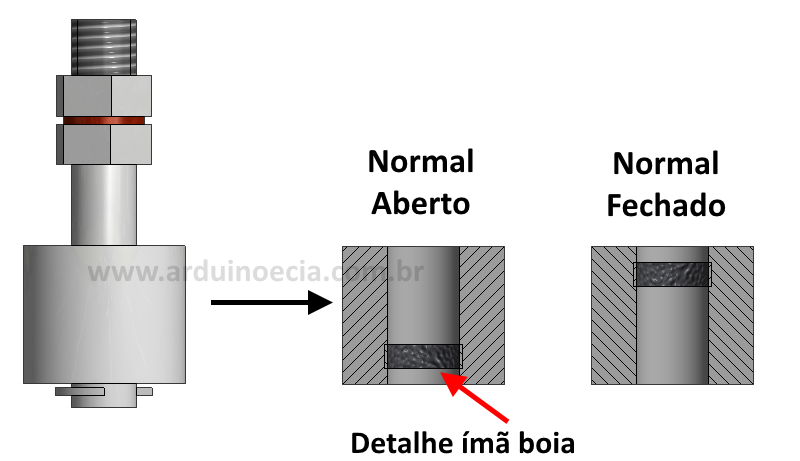 Normal
Aberto
Normal
Fechado
www.arduinoecia.com.br
Detalhe ímã boia